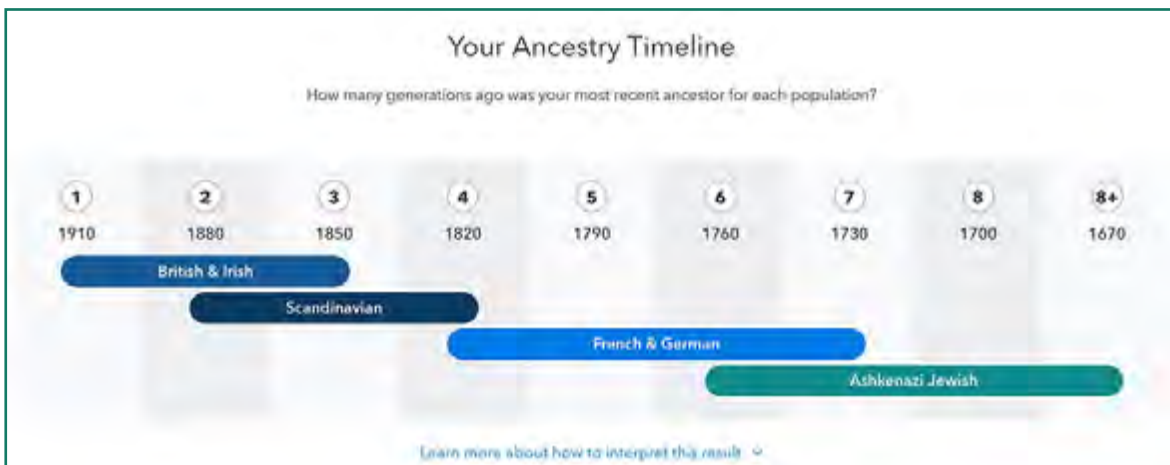 Your Ancestry Timeline
How many generations ago was your most recent ancestor for each population?
1 2 3 4 5 6 7 8 8+
1910 1880 1850 1820 1790 1760 1730 1700 1670
British & Irish
Scandinavian
French & German
Ashkenazi Jewish
Learn more about how to interpret this result